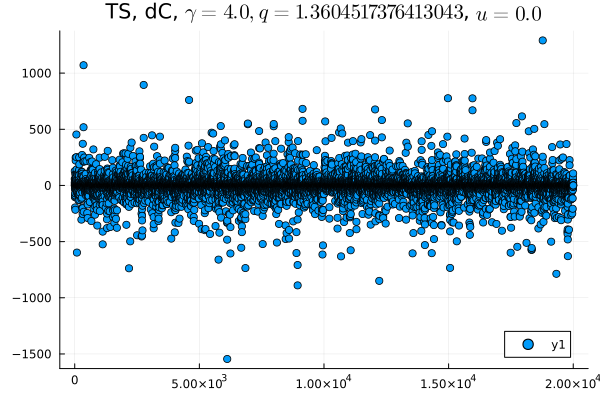 TS, dC, γ = 4.0, q = 1.3604517376413043, u = 0.0
1000
500
0
−500
−1000
−1500
0 5.00×10³ 1.00×10⁴ 1.50×10⁴ 2.00×10⁴
y1